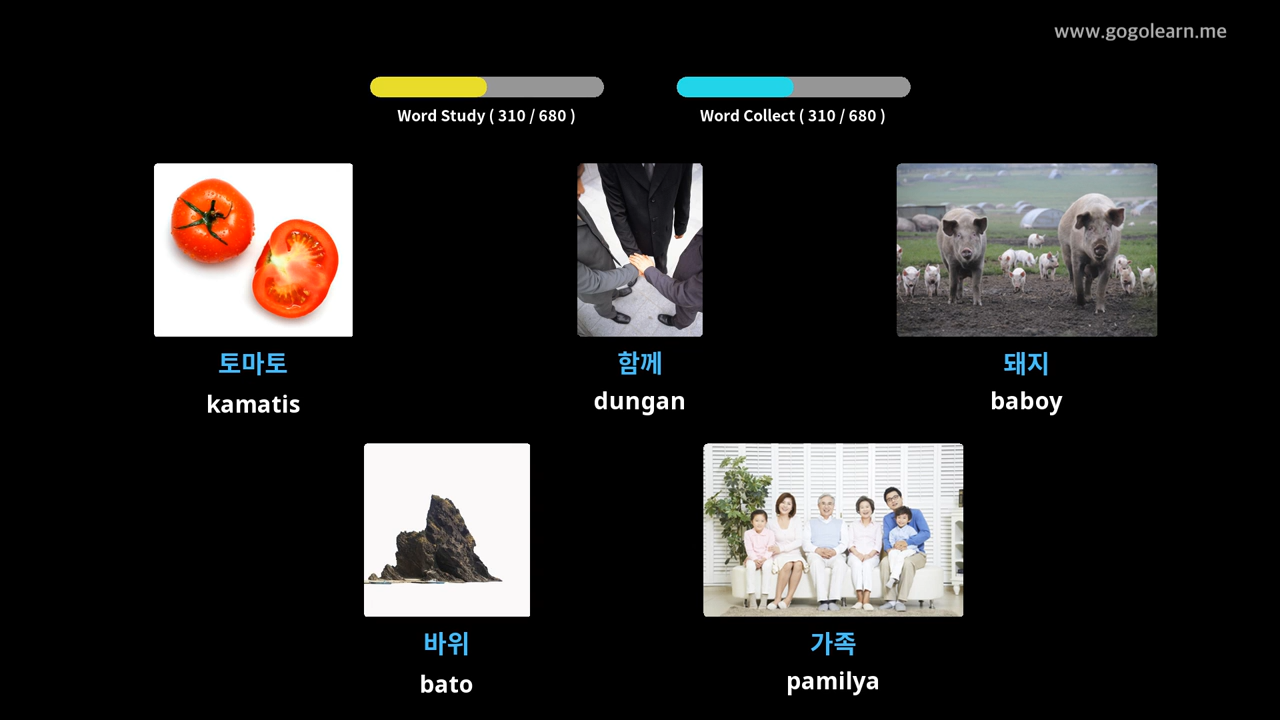 www.gogolearn.me
Word Study ( 310 / 680 )
Word Collect ( 310 / 680 )
토마토
kamatis
함께
dungan
돼지
baboy
바위
bato
가족
pamilya